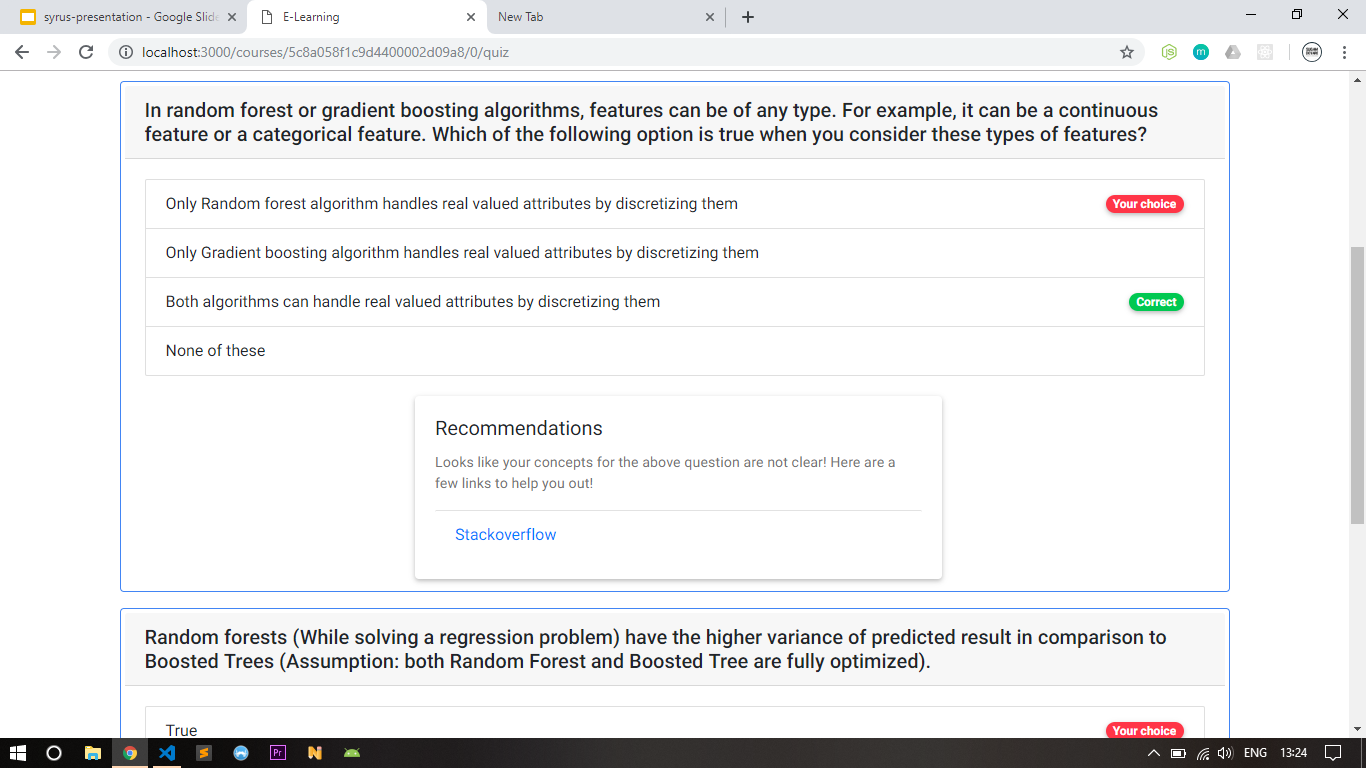 syrus-presentation - Google Slide
E-Learning
New Tab
localhost:3000/courses/5c8a058f1c9d4400002d09a8/0/quiz
In random forest or gradient boosting algorithms, features can be of any type. For example, it can be a continuous
feature or a categorical feature. Which of the following option is true when you consider these types of features?
Only Random forest algorithm handles real valued attributes by discretizing them
Your choice
Only Gradient boosting algorithm handles real valued attributes by discretizing them
Both algorithms can handle real valued attributes by discretizing them
Correct
None of these
Recommendations
Looks like your concepts for the above question are not clear! Here are a
few links to help you out!
Stackoverflow
Random forests (While solving a regression problem) have the higher variance of predicted result in comparison to
Boosted Trees (Assumption: both Random Forest and Boosted Tree are fully optimized).
True
Your choice
ENG
13:24